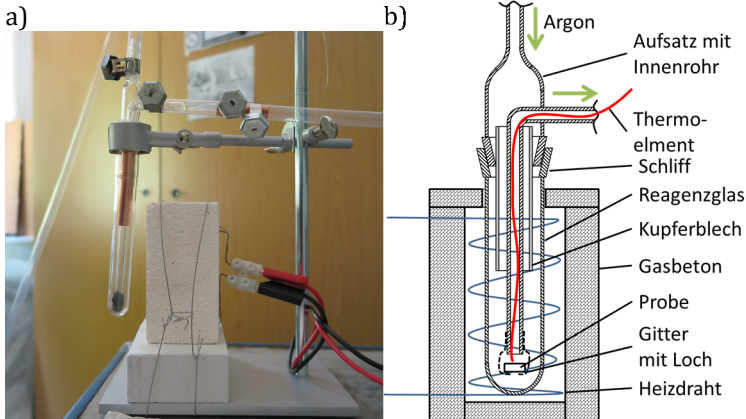 a)
b)
Argon
Aufsatz mit
Innenrohr
Thermo-
elment
Schliff
Reagenzglas
Kupferblech
Gasbeton
Probe
Gitter
mit Loch
Heizdraht